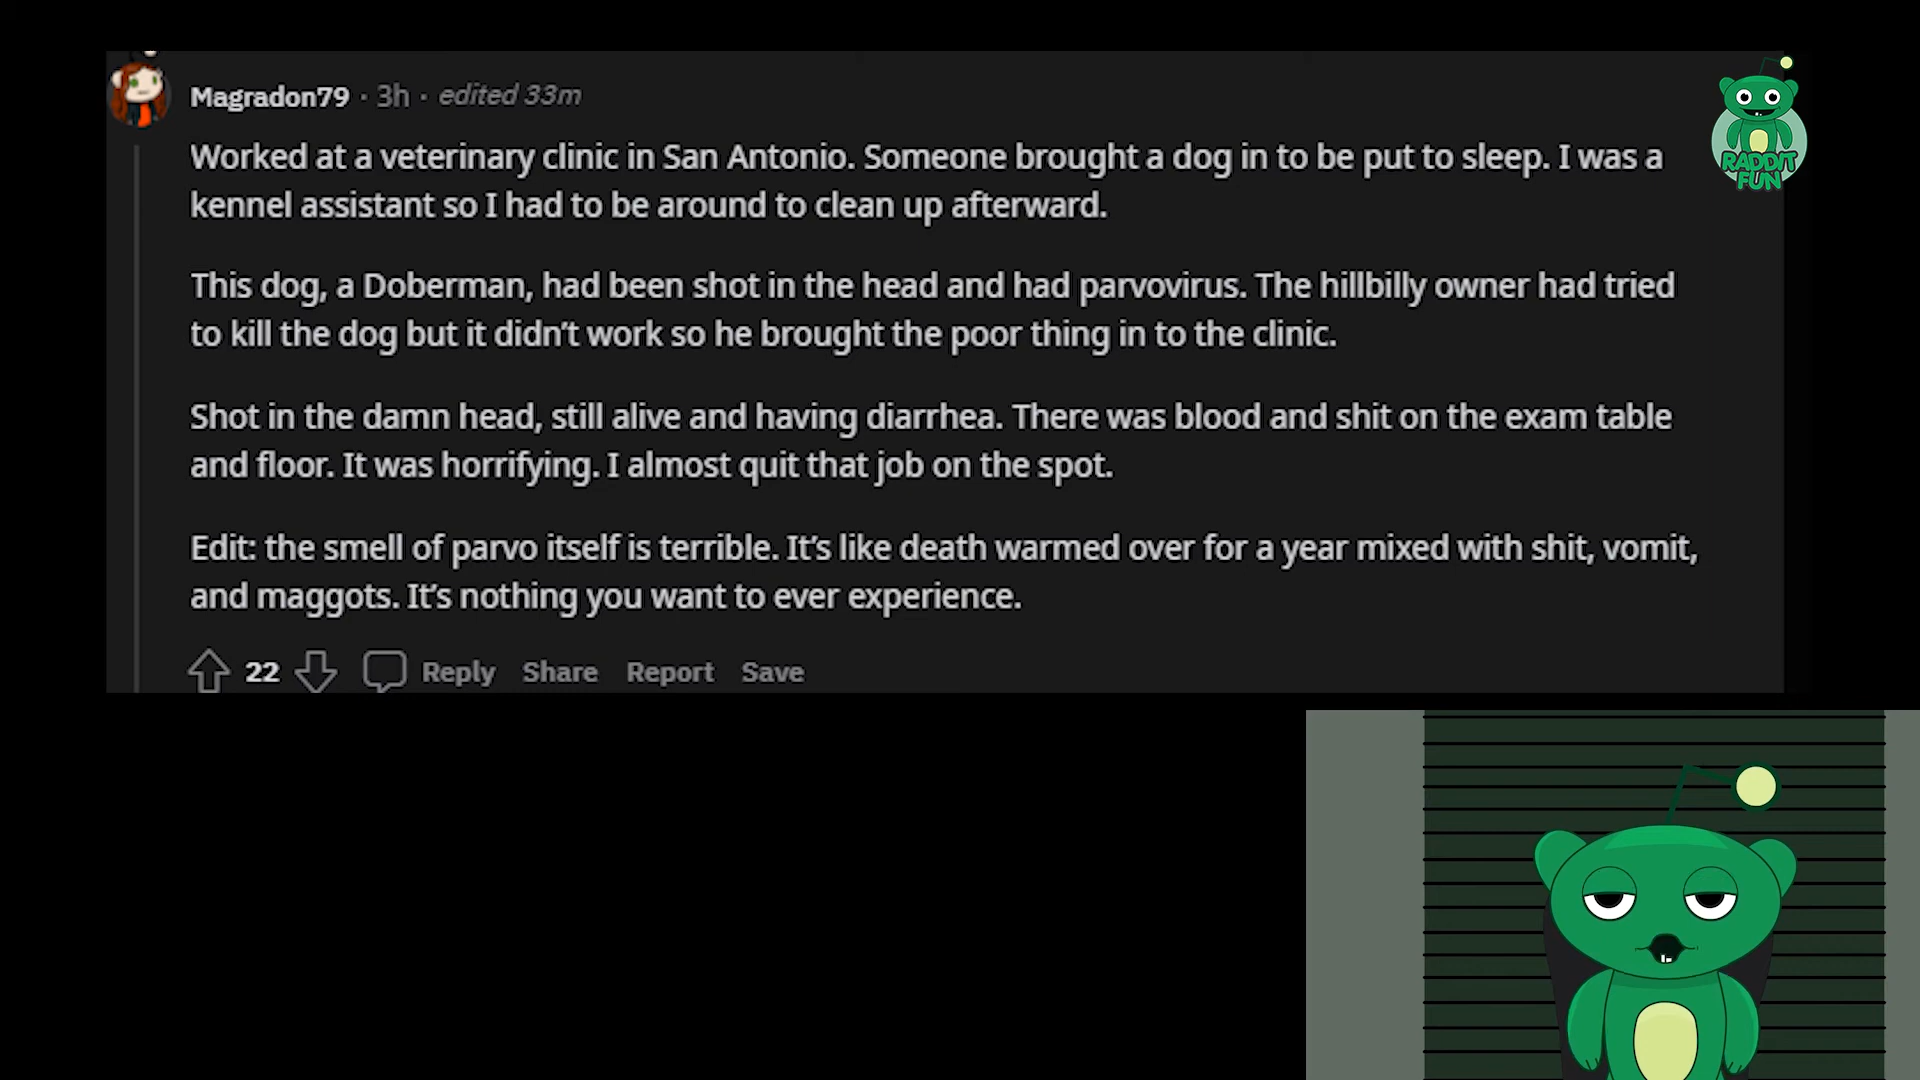 Magradon79 · 3h · edited 33m
Worked at a veterinary clinic in San Antonio. Someone brought a dog in to be put to sleep. I was a
kennel assistant so I had to be around to clean up afterward.
This dog, a Doberman, had been shot in the head and had parvovirus. The hillbilly owner had tried
to kill the dog but it didn’t work so he brought the poor thing in to the clinic.
Shot in the damn head, still alive and having diarrhea. There was blood and shit on the exam table
and floor. It was horrifying. I almost quit that job on the spot.
Edit: the smell of parvo itself is terrible. It’s like death warmed over for a year mixed with shit, vomit,
and maggots. It’s nothing you want to ever experience.
22 Reply Share Report Save
RADDIT
FUN